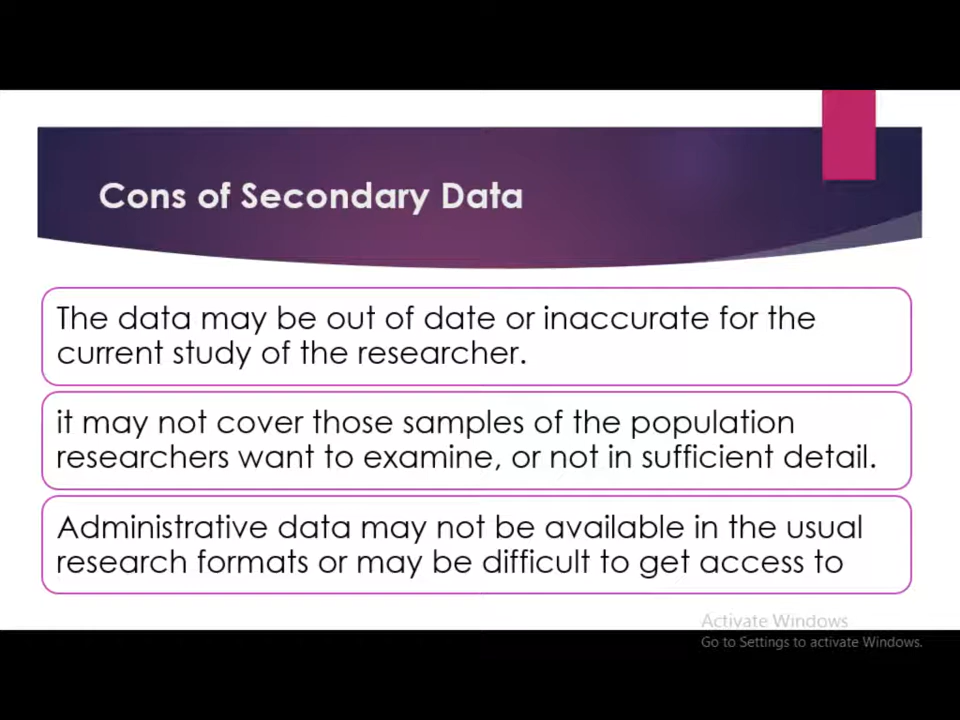 Cons of Secondary Data
The data may be out of date or inaccurate for the
current study of the researcher.
it may not cover those samples of the population
researchers want to examine, or not in sufficient detail.
Administrative data may not be available in the usual
research formats or may be difficult to get access to
Activate Windows
Go to Settings to activate Windows.